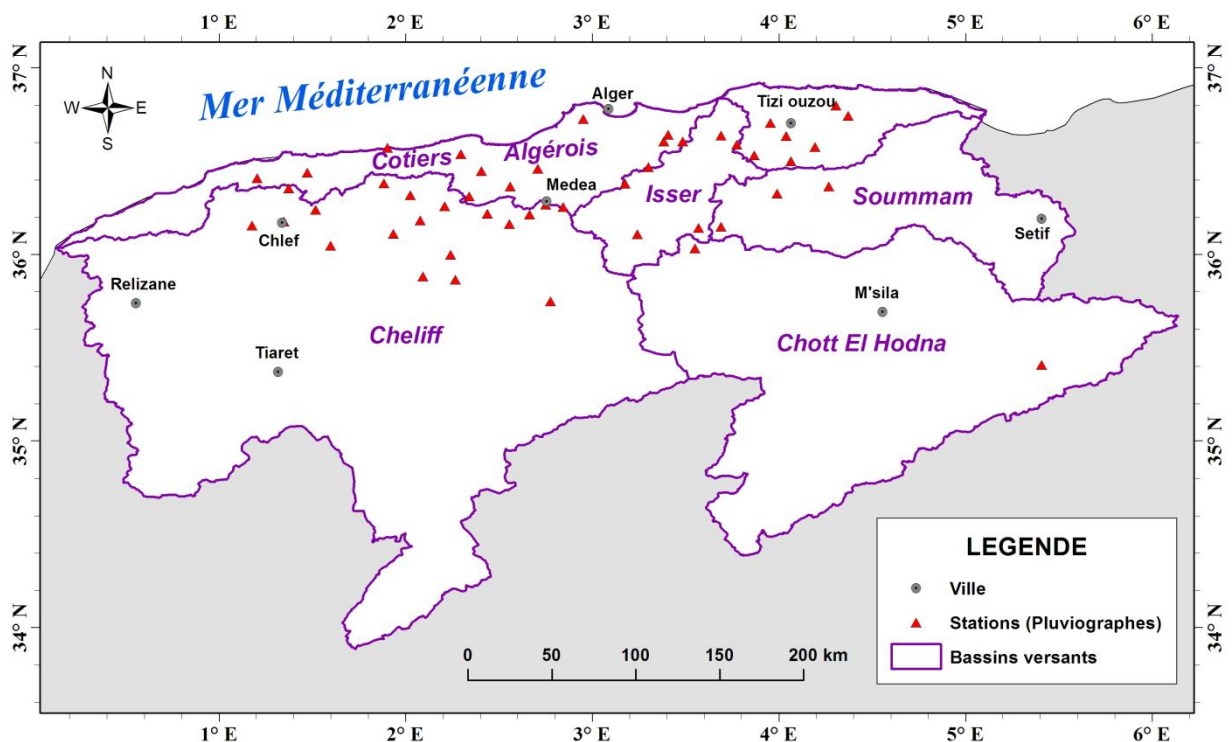 1° E 2° E 3° E 4° E 5° E 6° E
37° N
37° N
36° N
36° N
35° N
35° N
34° N
34° N
N
W E
S
Mer Méditerranéenne
Alger
Tizi ouzou
Cotiers Algérois
Medea
Isser
Soummam
Chlef
Setif
Relizane
M'sila
Cheliff
Chott El Hodna
Tiaret
LEGENDE
Ville
Stations (Pluviographes)
Bassins versants
0 50 100 150 200 km
1° E 2° E 3° E 4° E 5° E 6° E